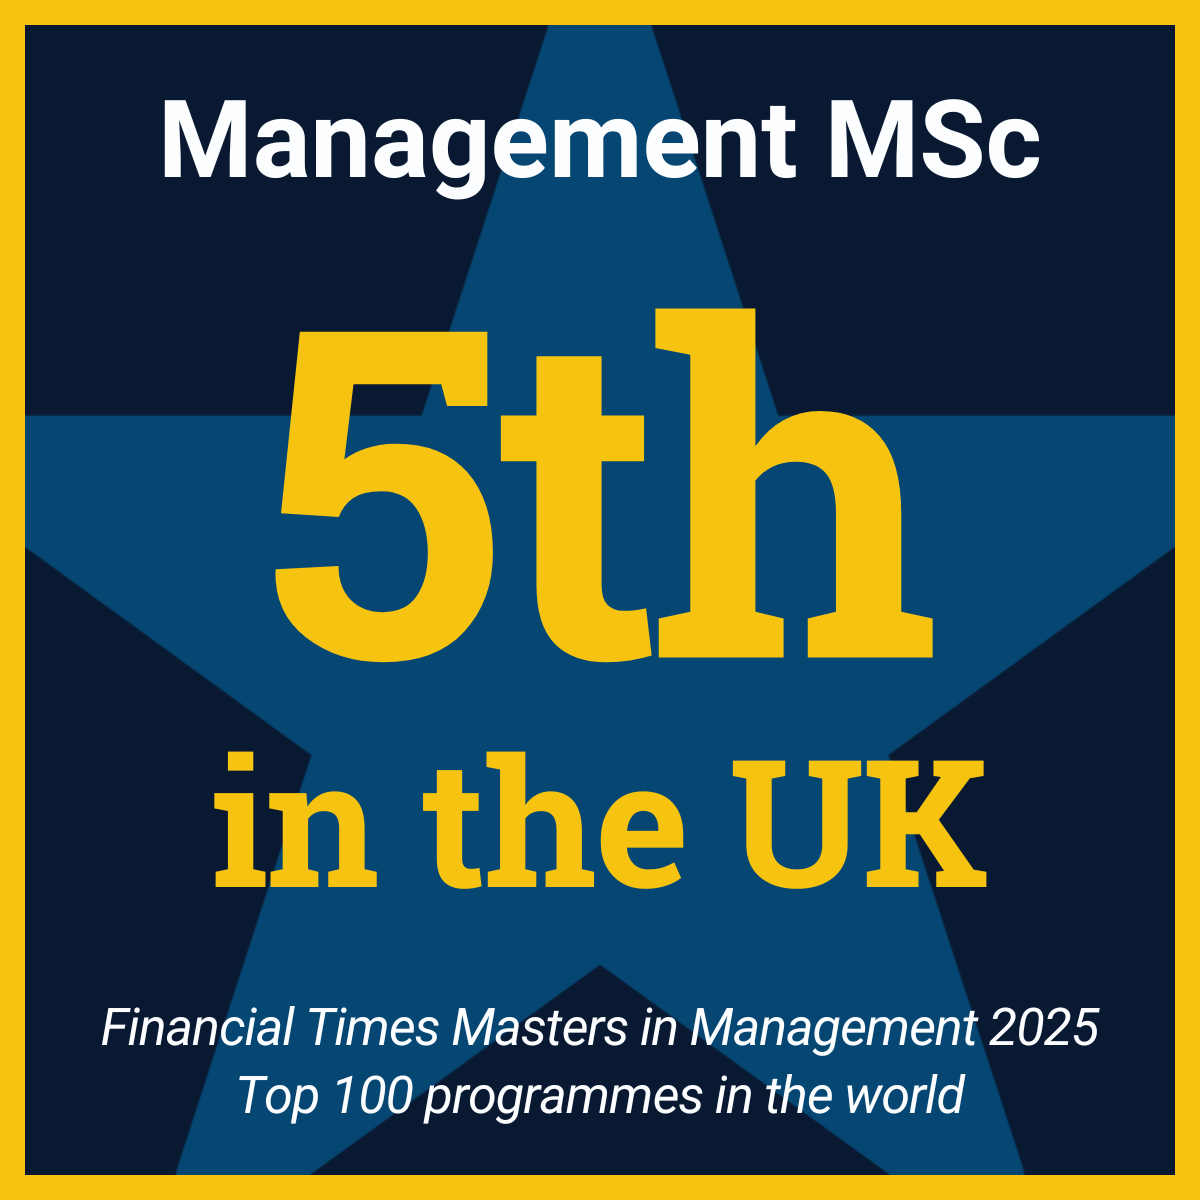 Management MSc
5th
in the UK
Financial Times Masters in Management 2025
Top 100 programmes in the world